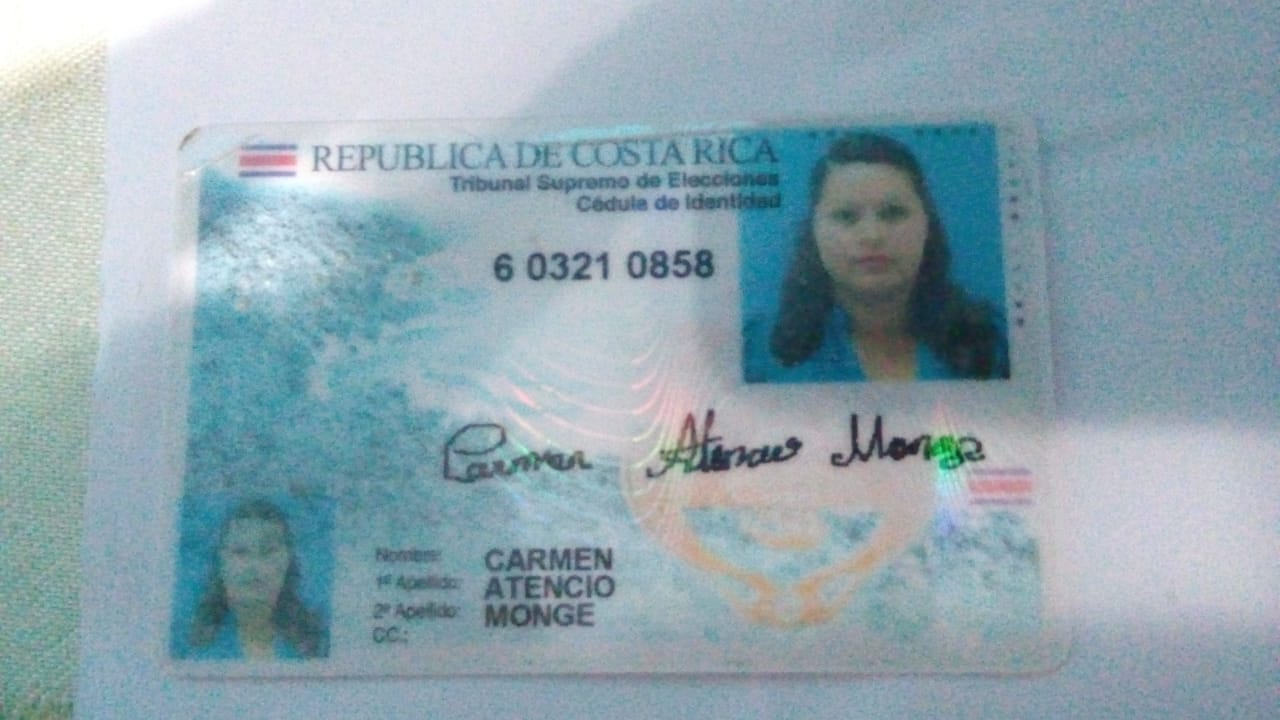 REPUBLICA DE COSTA RICA
Tribunal Supremo de Elecciones
Cédula de Identidad
6 0321 0858
Carmen Atencio Monge
Nombre: CARMEN
1º Apellido: ATENCIO
2º Apellido: MONGE
CC.: